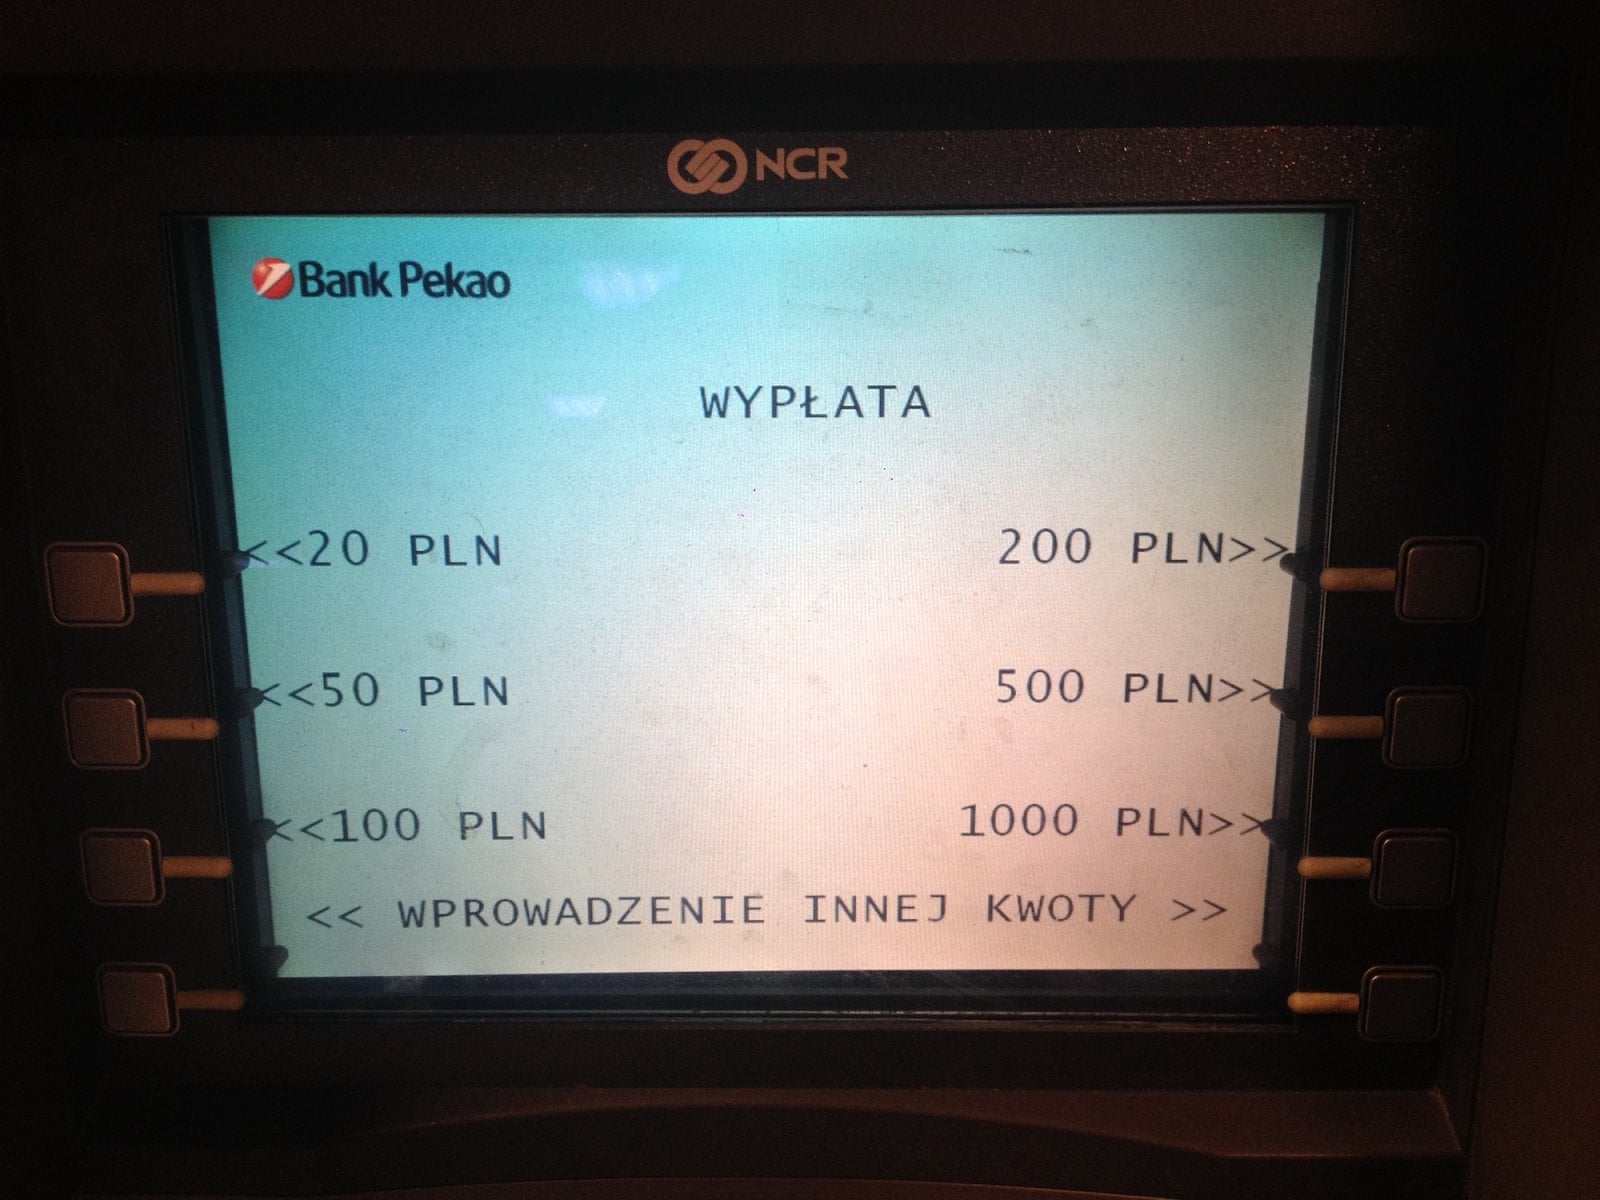 NCR
Bank Pekao
WYPŁATA
<<20 PLN
200 PLN>>
<<50 PLN
500 PLN>>
<<100 PLN
1000 PLN>>
<< WPROWADZENIE INNEJ KWOTY >>